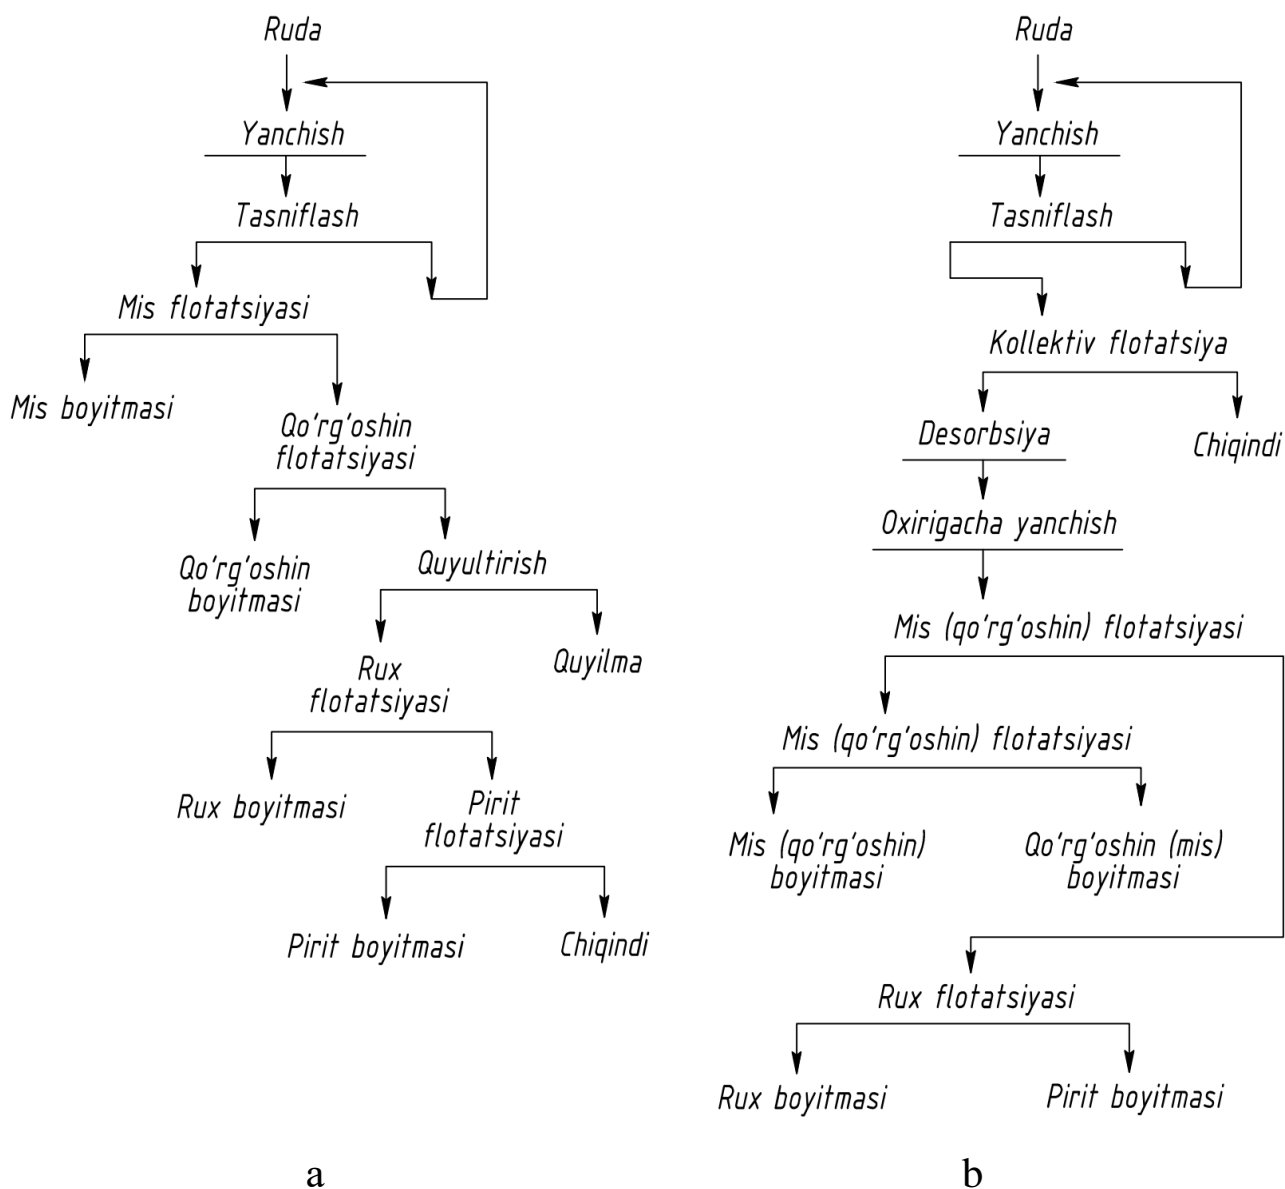 Ruda
Yanchish
Tasniflash
Mis flotatsiyasi
Mis boyitmasi
Qo'rg'oshin
flotatsiyasi
Qo'rg'oshin
boyitmasi
Quyultirish
Rux
flotatsiyasi
Quyilma
Rux boyitmasi
Pirit
flotatsiyasi
Pirit boyitmasi
Chiqindi
a
Ruda
Yanchish
Tasniflash
Kollektiv flotatsiya
Desorbsiya
Chiqindi
Oxirigacha yanchish
Mis (qo'rg'oshin) flotatsiyasi
Mis (qo'rg'oshin) flotatsiyasi
Mis (qo'rg'oshin)
boyitmasi
Qo'rg'oshin (mis)
boyitmasi
Rux flotatsiyasi
Rux boyitmasi
Pirit boyitmasi
b